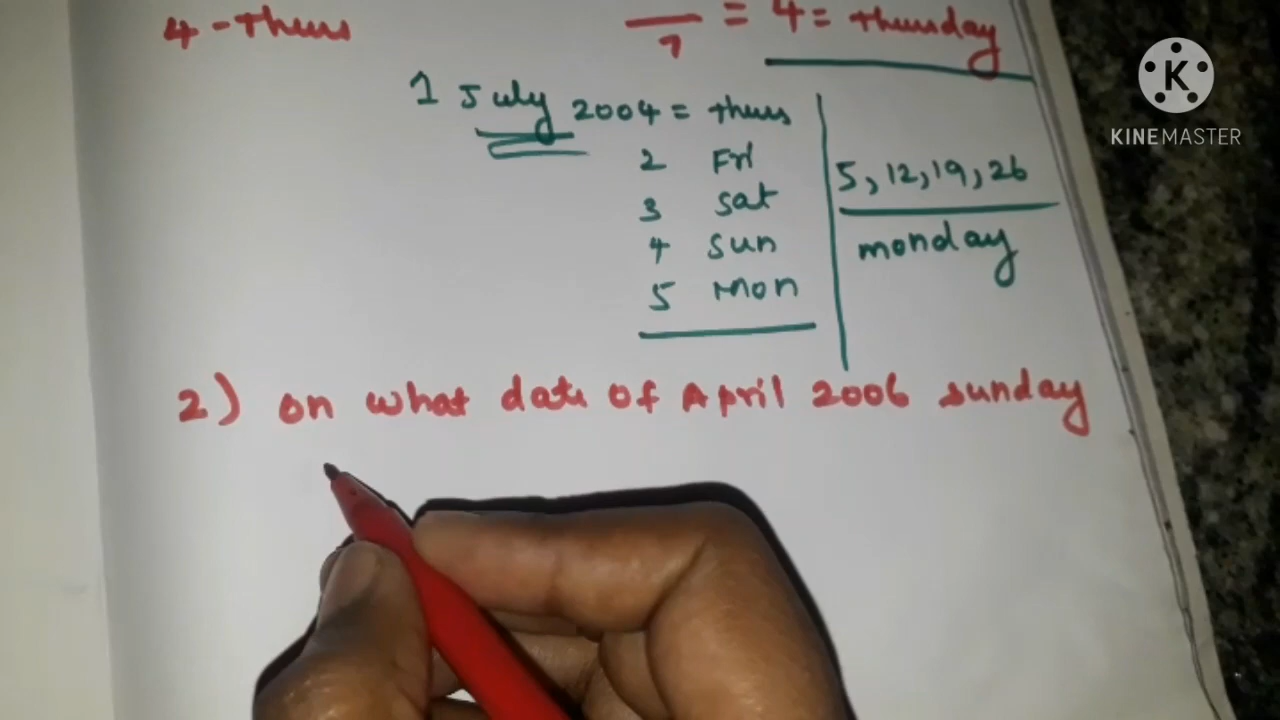 4 - Thurs
— = 4 = thursday
7
1 July 2004 = thurs
2 Fri
3 Sat
4 Sun
5 Mon
5, 12, 19, 26
monday
2) on what date of April 2006 sunday
K
KINEMASTER